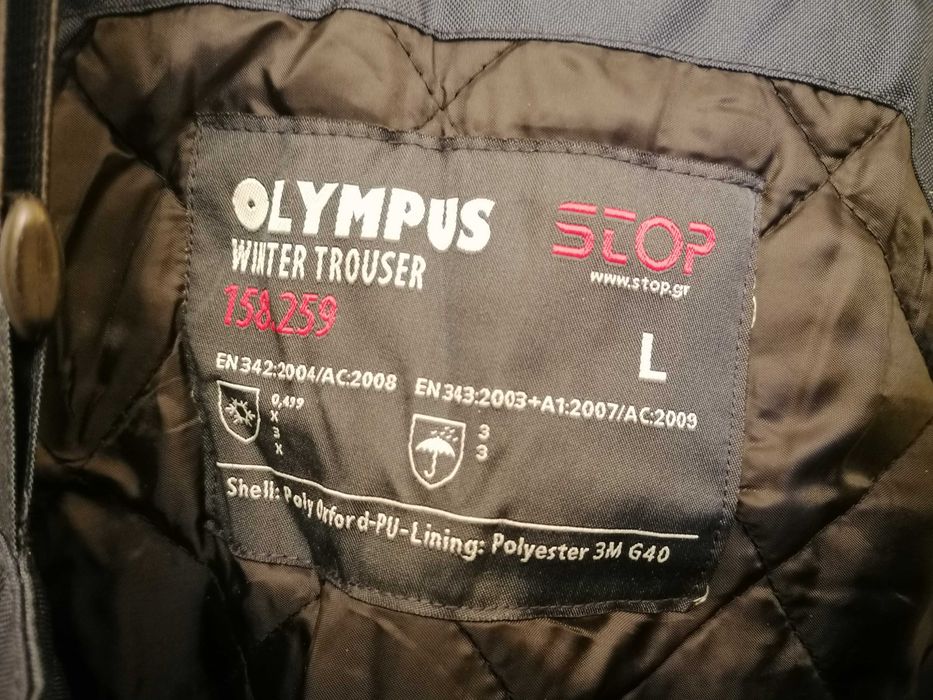 OLYMPUS
WINTER TROUSER
158.259
STOP
www.stop.gr
L
EN 342:2004/AC:2008
0,499
X
3
X
EN 343:2003+A1:2007/AC:2009
3
3
Shell: Poly Oxford-PU-Lining: Polyester 3M G40